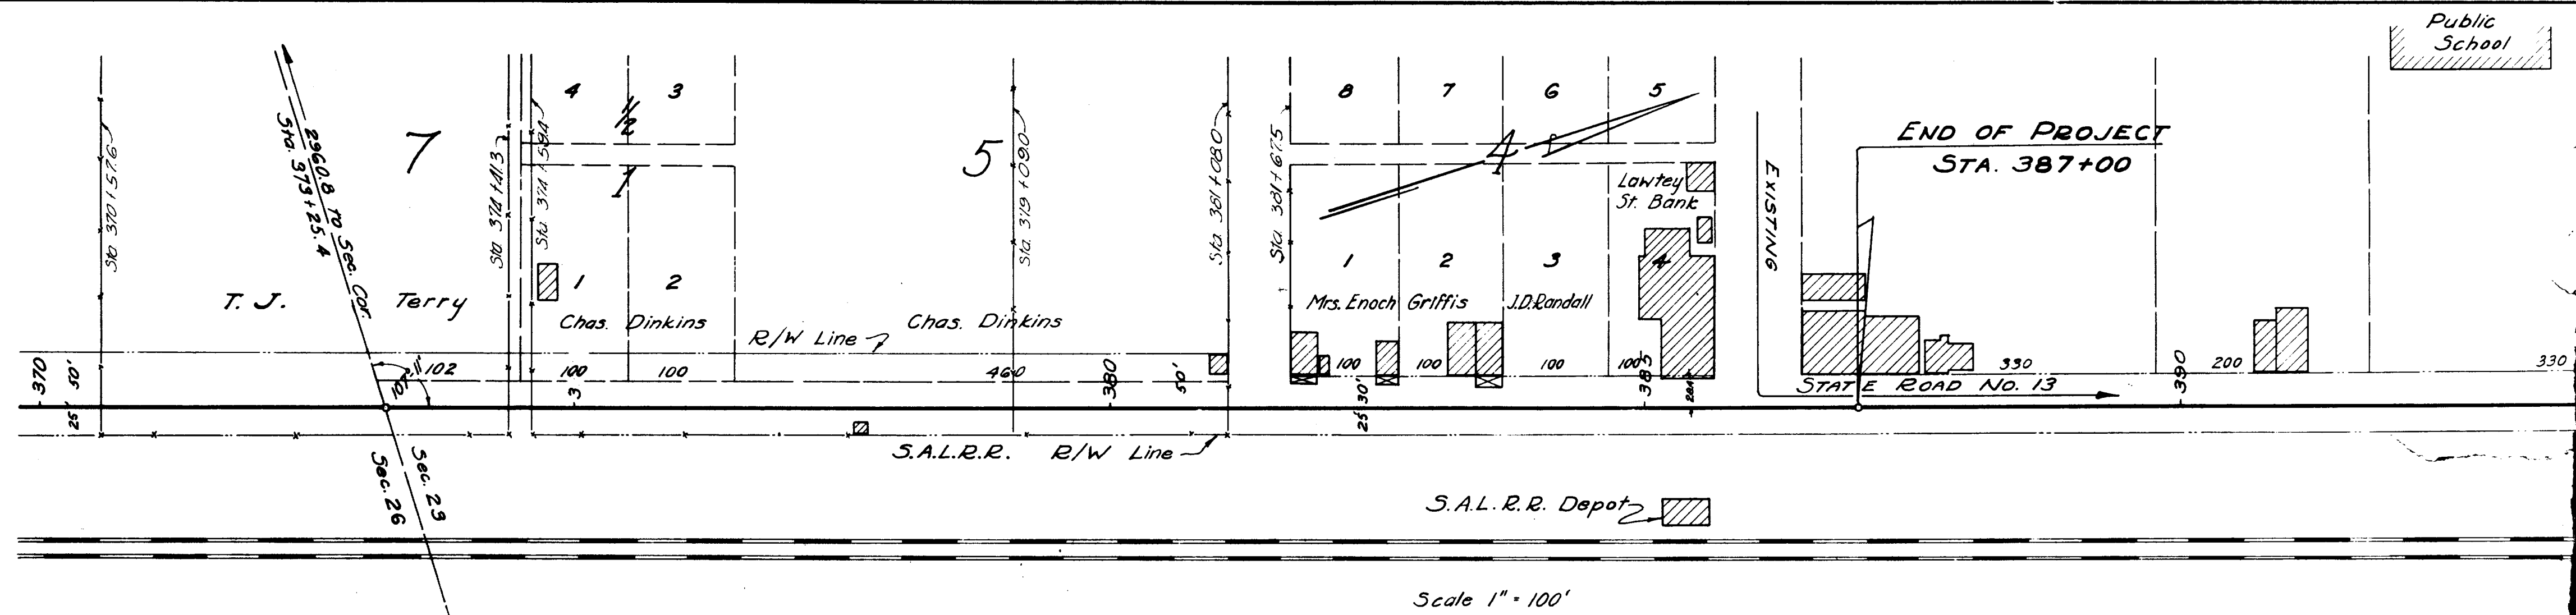 Public
School
4
3
8
7
6
5
1/2
7
5
4
1
END OF PROJECT
STA. 387+00
Sta 370+57.6
2960.8 to Sec. Cor.
Sta. 373+25.4
Sta 374+41.3
Sta. 374+59.4
Sta. 379+09.0
Sta. 381+08.0
Sta. 381+67.5
Lawtey
St. Bank
EXISTING
1
2
1
2
3
4
T. J. Terry
Chas. Dinkins
Chas. Dinkins
Mrs. Enoch Griffis
J.D. Randall
R/W Line
102
100
100
460
100
100
100
100
330
200
330
370
50'
3
380
50'
30'
385
390
STATE ROAD No. 13
25'
25
S.A.L.R.R. R/W Line
Sec. 23
Sec. 26
S.A.L.R.R. Depot
Scale 1" = 100'